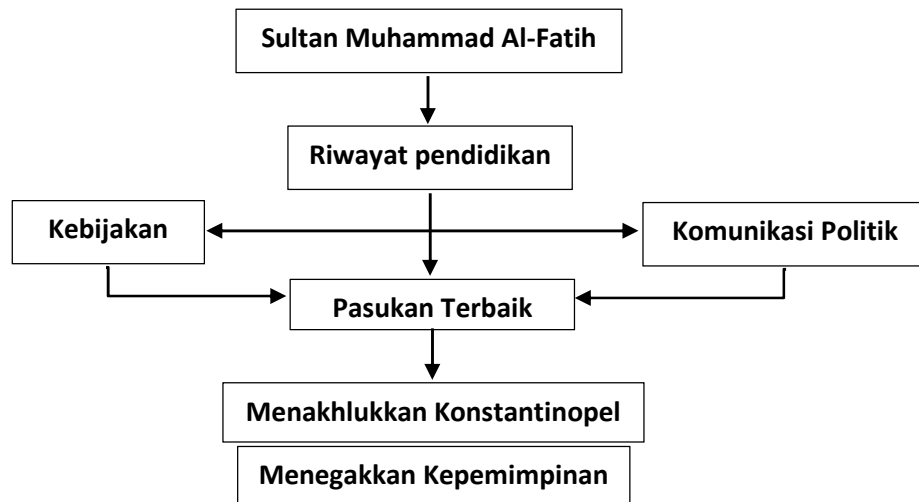 Sultan Muhammad Al-Fatih
Riwayat pendidikan
Kebijakan
Komunikasi Politik
Pasukan Terbaik
Menakhlukkan Konstantinopel
Menegakkan Kepemimpinan